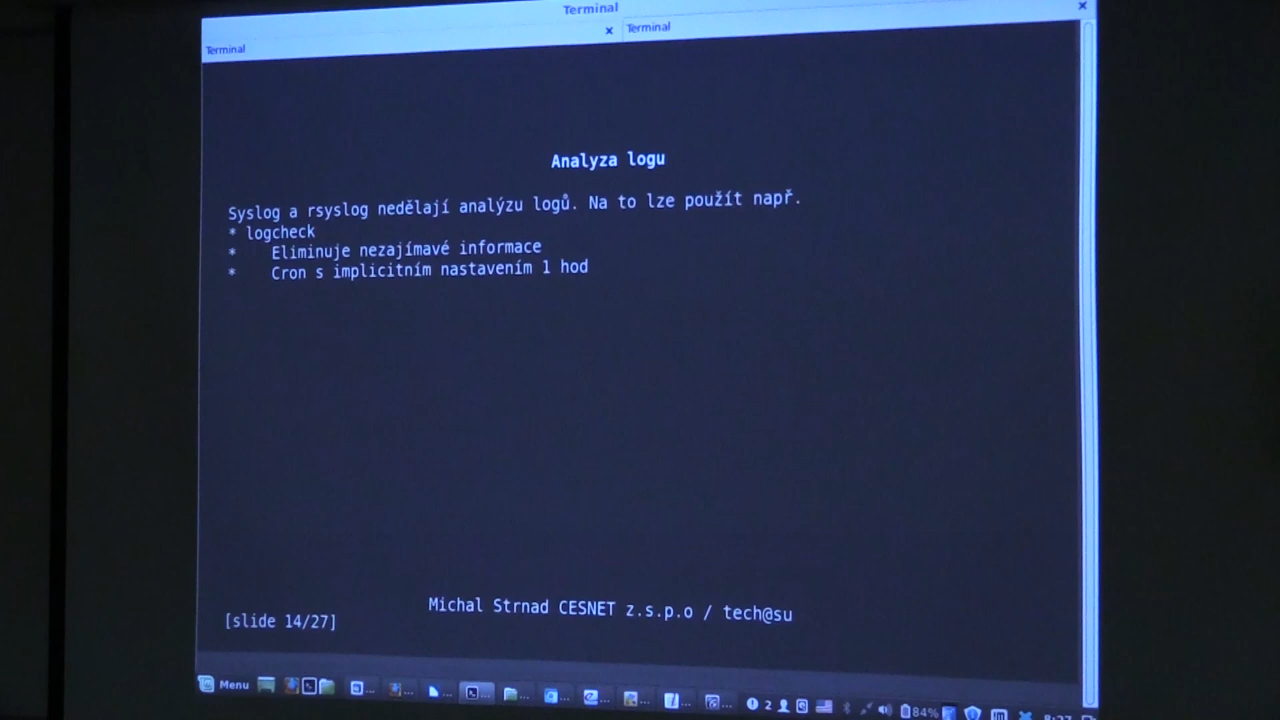 Terminal
Terminal
Terminal
Analyza logu
Syslog a rsyslog nedělají analýzu logů. Na to lze použít např.
* logcheck
* Eliminuje nezajímavé informace
* Cron s implicitním nastavením 1 hod
Michal Strnad CESNET z.s.p.o / tech@su
[slide 14/27]
Menu
2
84%